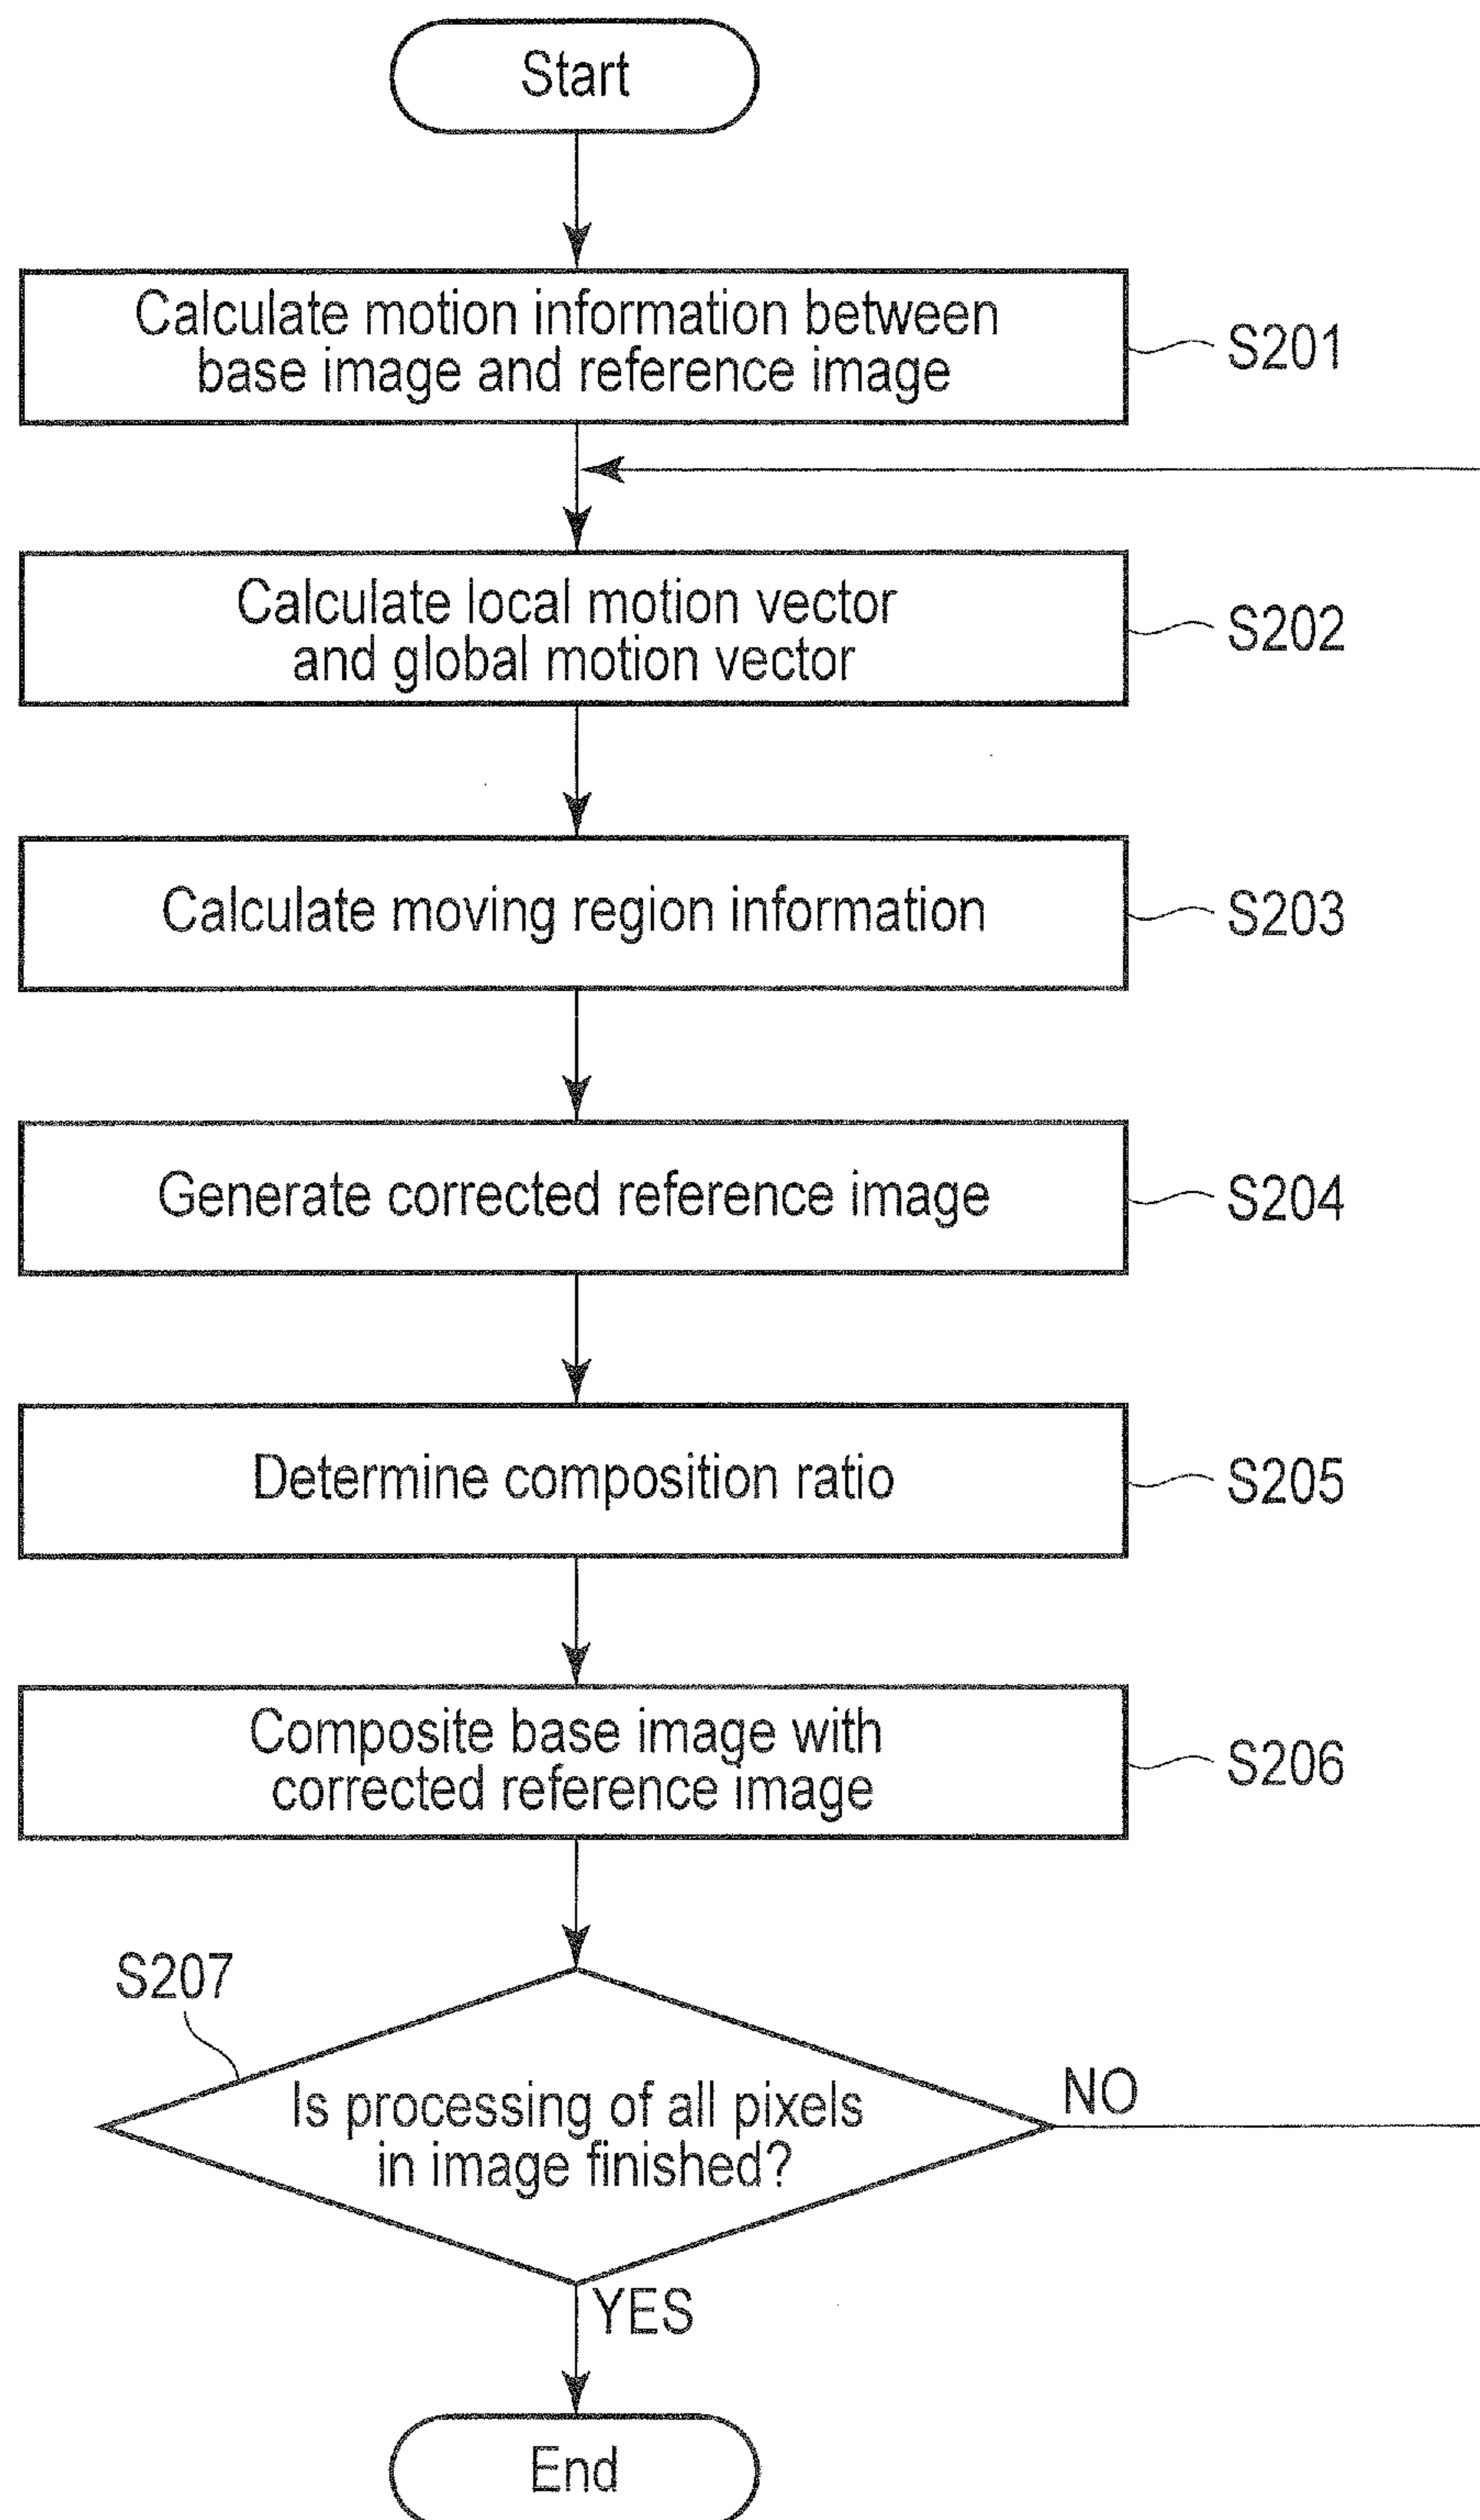 Start
Calculate motion information between
base image and reference image
S201
Calculate local motion vector
and global motion vector
S202
Calculate moving region information
S203
Generate corrected reference image
S204
Determine composition ratio
S205
Composite base image with
corrected reference image
S206
S207
Is processing of all pixels
in image finished?
NO
YES
End